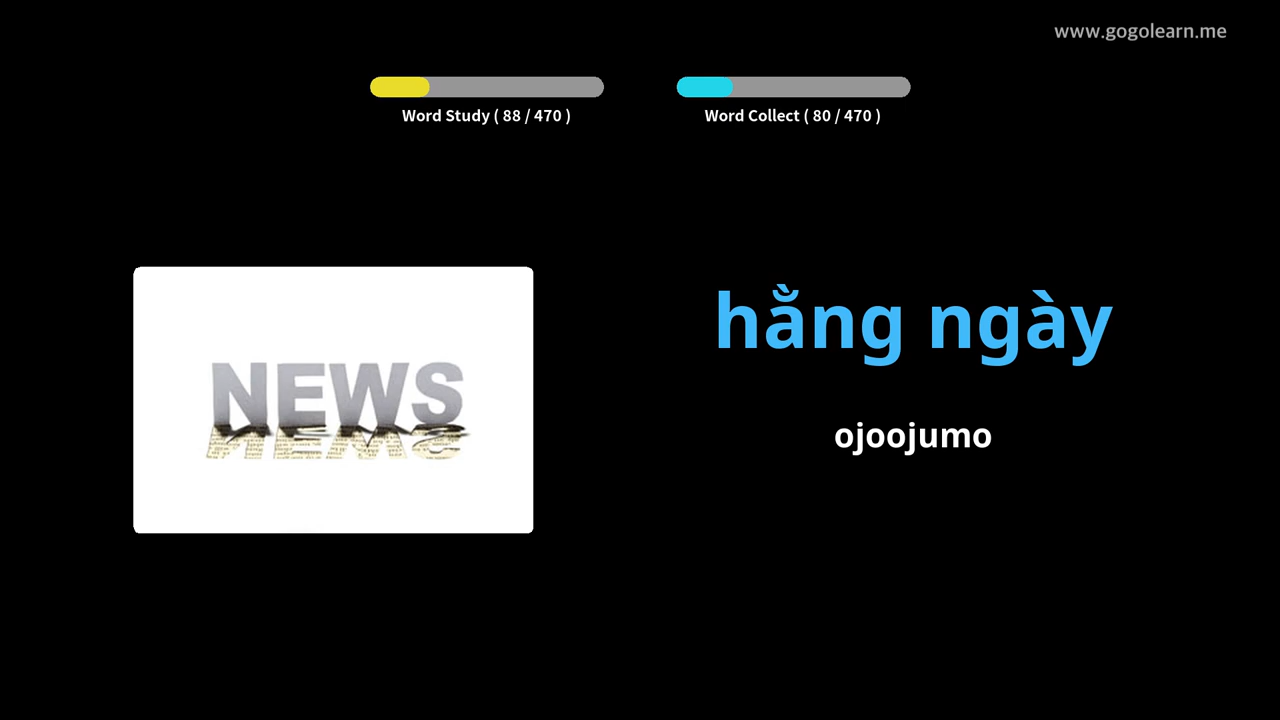 www.gogolearn.me
Word Study ( 88 / 470 )
Word Collect ( 80 / 470 )
NEWS
hằng ngày
ojoojumo